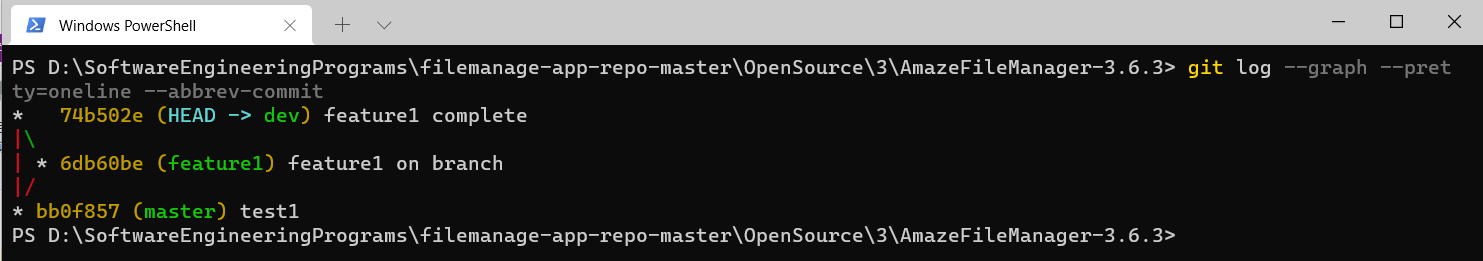 Windows PowerShell
PS D:\SoftwareEngineeringPrograms\filemanage-app-repo-master\OpenSource\3\AmazeFileManager-3.6.3> git log --graph --pret
ty=oneline --abbrev-commit
*   74b502e (HEAD -> dev) feature1 complete
|\
| * 6db60be (feature1) feature1 on branch
|/
* bb0f857 (master) test1
PS D:\SoftwareEngineeringPrograms\filemanage-app-repo-master\OpenSource\3\AmazeFileManager-3.6.3>